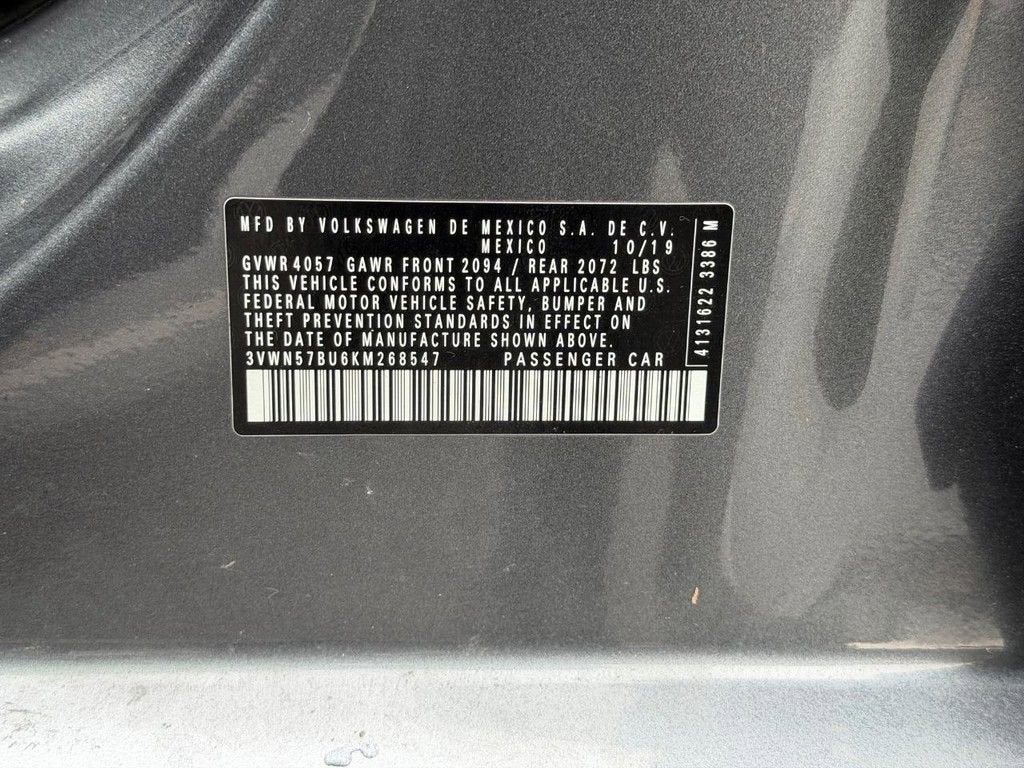 MFD BY VOLKSWAGEN DE MEXICO S.A. DE C.V.
MEXICO 10/19
GVWR 4057 GAWR FRONT 2094 / REAR 2072 LBS
THIS VEHICLE CONFORMS TO ALL APPLICABLE U.S.
FEDERAL MOTOR VEHICLE SAFETY, BUMPER AND
THEFT PREVENTION STANDARDS IN EFFECT ON
THE DATE OF MANUFACTURE SHOWN ABOVE.
3VWN57BU6KM268547 PASSENGER CAR
4131622 3386 M